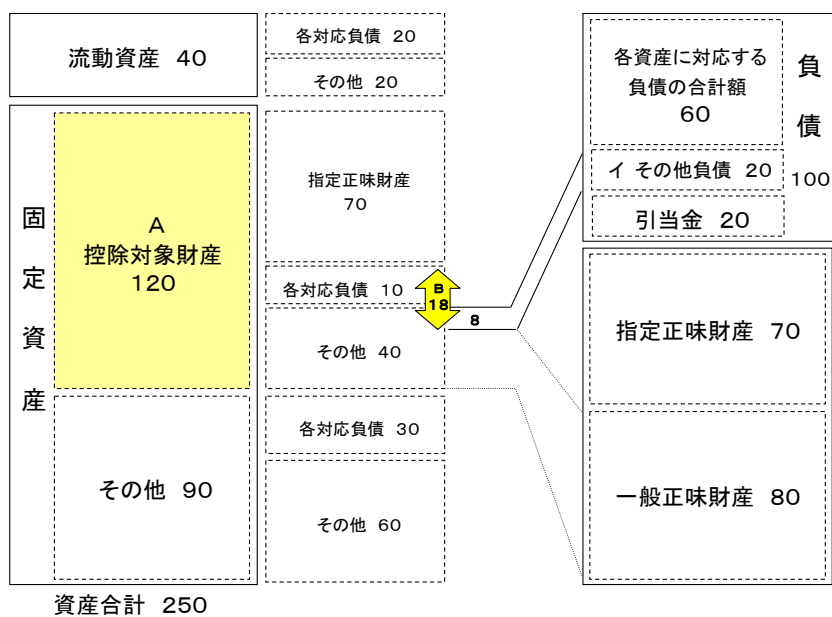 流動資産 40
固定資産
A
控除対象財産
120
その他 90
資産合計 250
各対応負債 20
その他 20
指定正味財産
70
各対応負債 10
B
18
8
その他 40
各対応負債 30
その他 60
各資産に対応する
負債の合計額
60
イ その他負債 20
引当金 20
負債
100
指定正味財産 70
一般正味財産 80